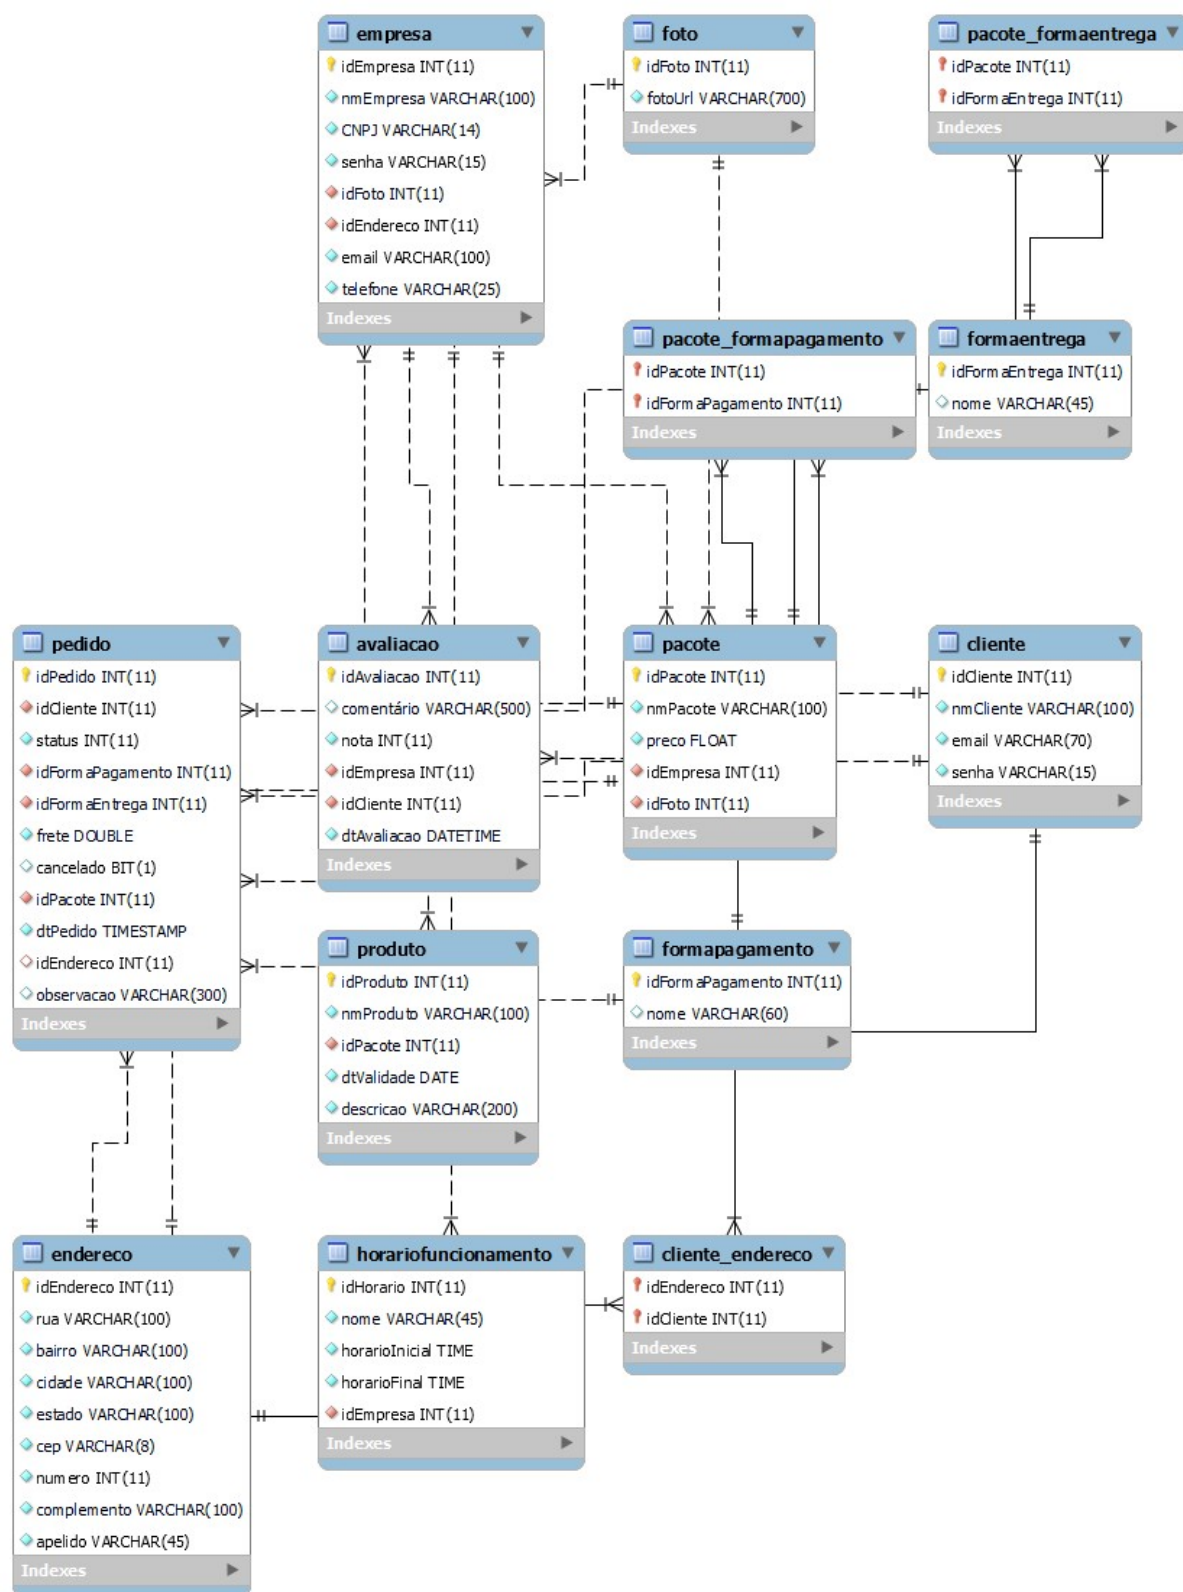 empresa
idEmpresa INT(11)
nmEmpresa VARCHAR(100)
CNPJ VARCHAR(14)
senha VARCHAR(15)
idFoto INT(11)
idEndereco INT(11)
email VARCHAR(100)
telefone VARCHAR(25)
Indexes
foto
idFoto INT(11)
fotoUrl VARCHAR(700)
Indexes
pacote_formaentrega
idPacote INT(11)
idFormaEntrega INT(11)
Indexes
pacote_formapagamento
idPacote INT(11)
idFormaPagamento INT(11)
Indexes
formaentrega
idFormaEntrega INT(11)
nome VARCHAR(45)
Indexes
pedido
idPedido INT(11)
idCliente INT(11)
status INT(11)
idFormaPagamento INT(11)
idFormaEntrega INT(11)
frete DOUBLE
cancelado BIT(1)
idPacote INT(11)
dtPedido TIMESTAMP
idEndereco INT(11)
observacao VARCHAR(300)
Indexes
avaliacao
idAvaliacao INT(11)
comentário VARCHAR(500)
nota INT(11)
idEmpresa INT(11)
idCliente INT(11)
dtAvaliacao DATETIME
Indexes
pacote
idPacote INT(11)
nmPacote VARCHAR(100)
preco FLOAT
idEmpresa INT(11)
idFoto INT(11)
Indexes
cliente
idCliente INT(11)
nmCliente VARCHAR(100)
email VARCHAR(70)
senha VARCHAR(15)
Indexes
produto
idProduto INT(11)
nmProduto VARCHAR(100)
idPacote INT(11)
dtValidade DATE
descricao VARCHAR(200)
Indexes
formapagamento
idFormaPagamento INT(11)
nome VARCHAR(60)
Indexes
endereco
idEndereco INT(11)
rua VARCHAR(100)
bairro VARCHAR(100)
cidade VARCHAR(100)
estado VARCHAR(100)
cep VARCHAR(8)
numero INT(11)
complemento VARCHAR(100)
apelido VARCHAR(45)
Indexes
horariofuncionamento
idHorario INT(11)
nome VARCHAR(45)
horarioInicial TIME
horarioFinal TIME
idEmpresa INT(11)
Indexes
cliente_endereco
idEndereco INT(11)
idCliente INT(11)
Indexes